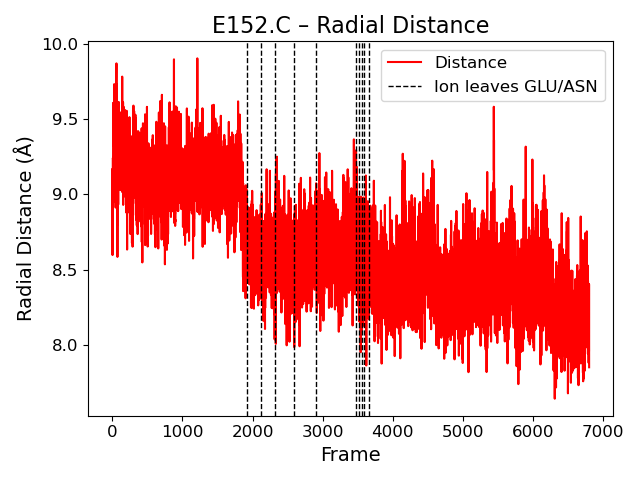 E152.C – Radial Distance
Distance
Ion leaves GLU/ASN
Radial Distance (Å)
10.0
9.5
9.0
8.5
8.0
0 1000 2000 3000 4000 5000 6000 7000
Frame